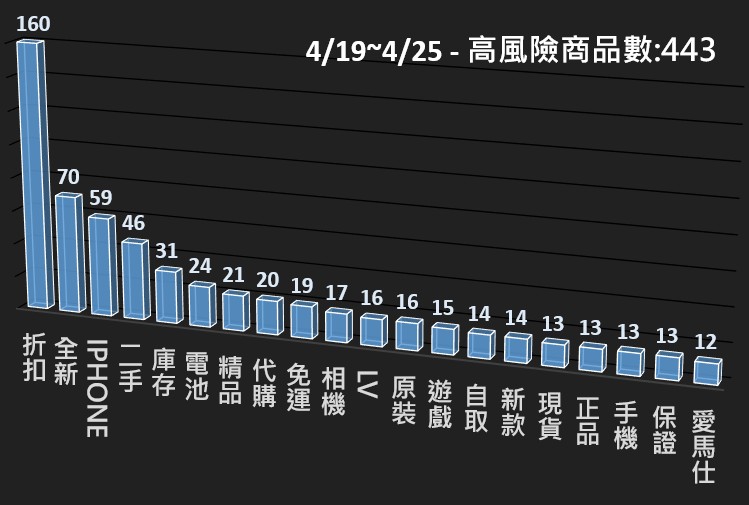 4/19~4/25 - 高風險商品數:443
160
70
59
46
31
24
21
20
19
17
16
16
15
14
14
13
13
13
12
折扣
全新
IPHONE
二手
庫存
電池
精品
代購
免運
相機
LV
原裝
遊戲
自取
新款
現貨
正品
手機
保證
愛馬仕